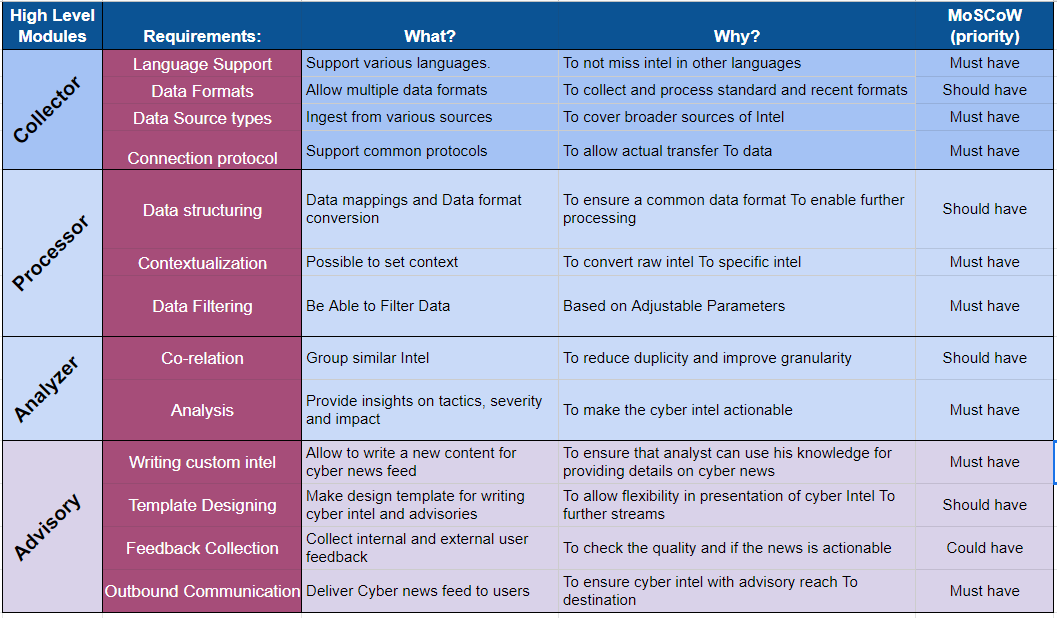 High Level Modules
Requirements:
What?
Why?
MoSCoW (priority)
Collector
Language Support
Support various languages.
To not miss intel in other languages
Must have
Data Formats
Allow multiple data formats
To collect and process standard and recent formats
Should have
Data Source types
Ingest from various sources
To cover broader sources of Intel
Must have
Connection protocol
Support common protocols
To allow actual transfer To data
Must have
Processor
Data structuring
Data mappings and Data format
conversion
To ensure a common data format To enable further
processing
Should have
Contextualization
Possible to set context
To convert raw intel To specific intel
Must have
Data Filtering
Be Able to Filter Data
Based on Adjustable Parameters
Must have
Analyzer
Co-relation
Group similar Intel
To reduce duplicity and improve granularity
Should have
Analysis
Provide insights on tactics, severity
and impact
To make the cyber intel actionable
Must have
Advisory
Writing custom intel
Allow to write a new content for
cyber news feed
To ensure that analyst can use his knowledge for
providing details on cyber news
Must have
Template Designing
Make design template for writing
cyber intel and advisories
To allow flexibility in presentation of cyber Intel To
further streams
Should have
Feedback Collection
Collect internal and external user
feedback
To check the quality and if the news is actionable
Could have
Outbound Communication
Deliver Cyber news feed to users
To ensure cyber intel with advisory reach To
destination
Must have